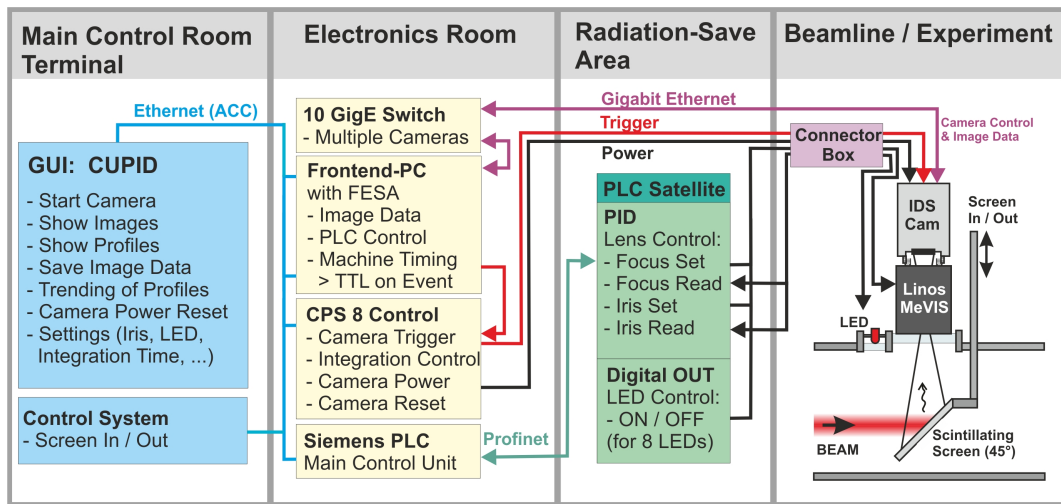 Main Control Room
Terminal
Electronics Room
Radiation-Save
Area
Beamline / Experiment
Ethernet (ACC)
GUI: CUPID
- Start Camera
- Show Images
- Show Profiles
- Save Image Data
- Trending of Profiles
- Camera Power Reset
- Settings (Iris, LED,
Integration Time, ...)
Control System
- Screen In / Out
10 GigE Switch
- Multiple Cameras
Frontend-PC
with FESA
- Image Data
- PLC Control
- Machine Timing
> TTL on Event
CPS 8 Control
- Camera Trigger
- Integration Control
- Camera Power
- Camera Reset
Siemens PLC
Main Control Unit
Gigabit Ethernet
Trigger
Power
Profinet
PLC Satellite
PID
Lens Control:
- Focus Set
- Focus Read
- Iris Set
- Iris Read
Digital OUT
LED Control:
- ON / OFF
(for 8 LEDs)
Connector
Box
Camera Control
& Image Data
IDS
Cam
Screen
In / Out
Linos
MeVIS
LED
BEAM
Scintillating
Screen (45°)